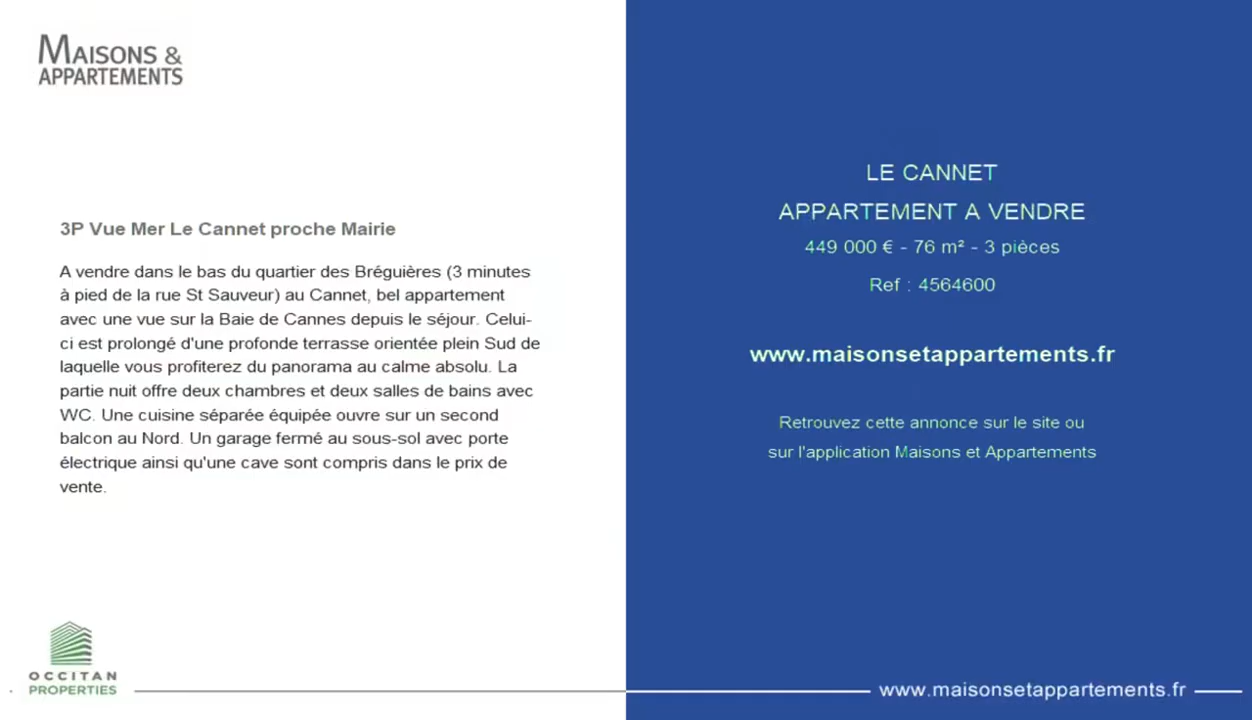 MAISONS &
APPARTEMENTS
3P Vue Mer Le Cannet proche Mairie
A vendre dans le bas du quartier des Bréguières (3 minutes
à pied de la rue St Sauveur) au Cannet, bel appartement
avec une vue sur la Baie de Cannes depuis le séjour. Celui-
ci est prolongé d'une profonde terrasse orientée plein Sud de
laquelle vous profiterez du panorama au calme absolu. La
partie nuit offre deux chambres et deux salles de bains avec
WC. Une cuisine séparée équipée ouvre sur un second
balcon au Nord. Un garage fermé au sous-sol avec porte
électrique ainsi qu'une cave sont compris dans le prix de
vente.
OCCITAN
PROPERTIES
LE CANNET
APPARTEMENT A VENDRE
449 000 € - 76 m² - 3 pièces
Ref : 4564600
www.maisonsetappartements.fr
Retrouvez cette annonce sur le site ou
sur l'application Maisons et Appartements
www.maisonsetappartements.fr